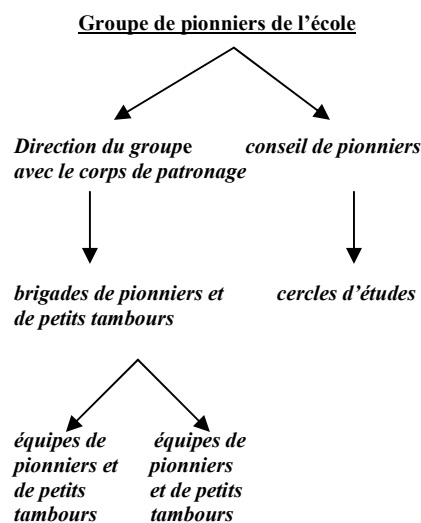 Groupe de pionniers de l'école
Direction du groupe
avec le corps de patronage
conseil de pionniers
brigades de pionniers et
de petits tambours
cercles d'études
équipes de
pionniers et
de petits
tambours
équipes de
pionniers
et de petits
tambours